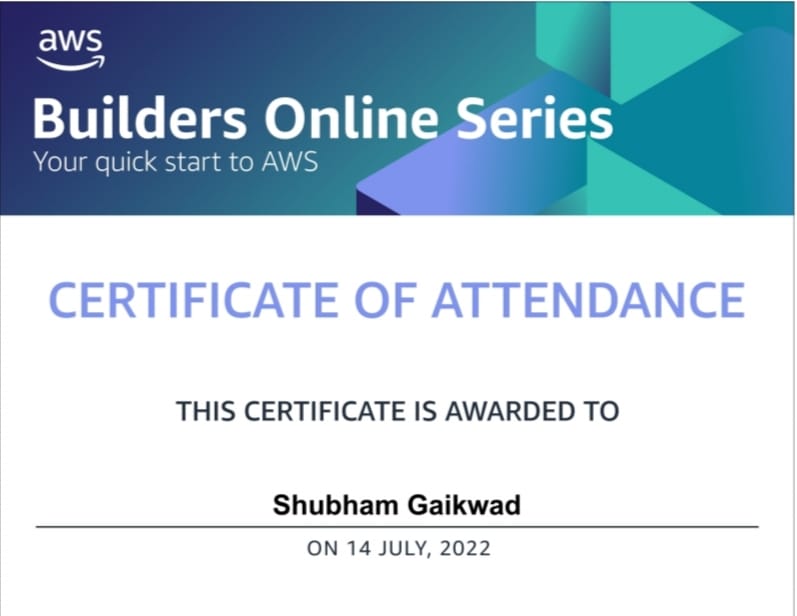 aws
Builders Online Series
Your quick start to AWS
CERTIFICATE OF ATTENDANCE
THIS CERTIFICATE IS AWARDED TO
Shubham Gaikwad
ON 14 JULY, 2022